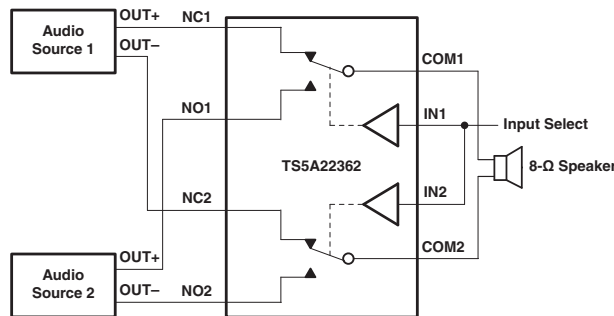 Audio
Source 1
OUT+
NC1
OUT–
COM1
NO1
IN1
Input Select
TS5A22362
8-Ω Speaker
IN2
NC2
COM2
Audio
Source 2
OUT+
OUT–
NO2